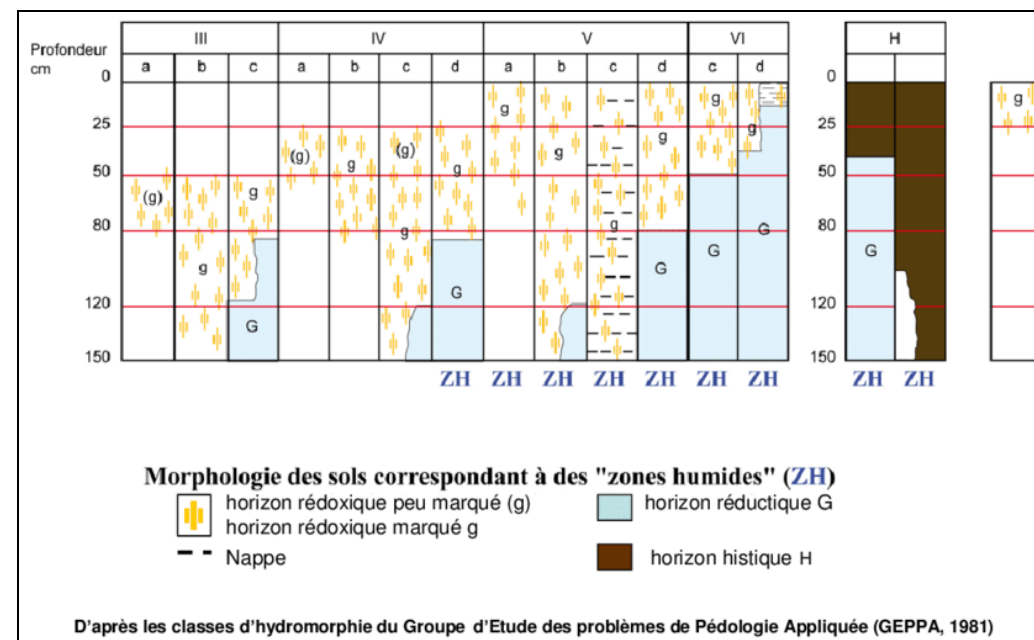 III IV V VI H
Profondeur
cm
a b c a b c d a b c d c d
0 0
25 25
50 50
80 80
120 120
150 150
(g) g g G
(g) g (g) g g G
g g g g G
g G g G
G
g
ZH ZH ZH ZH ZH ZH ZH ZH ZH
Morphologie des sols correspondant à des "zones humides" (ZH)
horizon rédoxique peu marqué (g)
horizon rédoxique marqué g
Nappe
horizon réductique G
horizon histique H
D'après les classes d'hydromorphie du Groupe d'Etude des problèmes de Pédologie Appliquée (GEPPA, 1981)